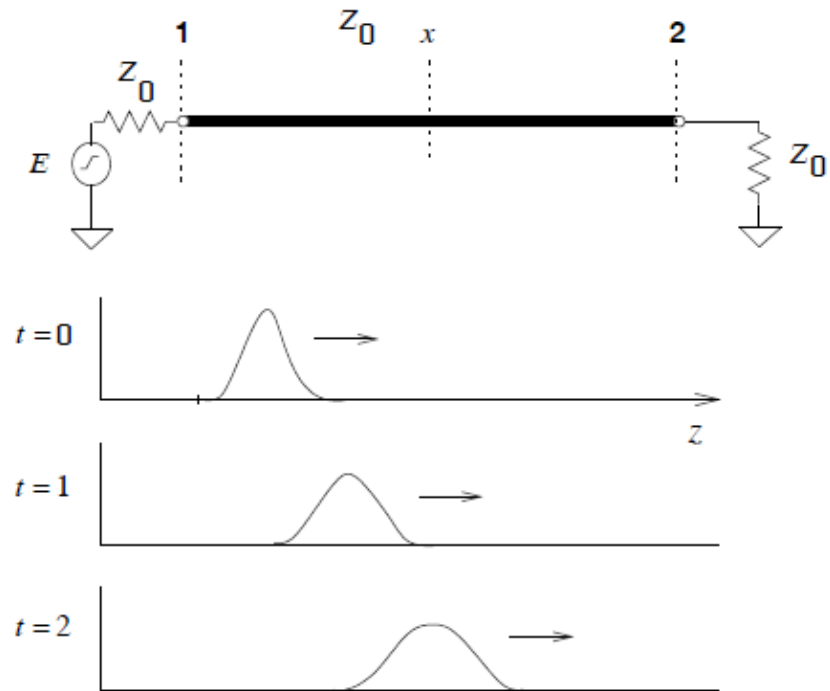 1 Z0 x 2
Z0
E
Z0
t = 0
z
t = 1
t = 2